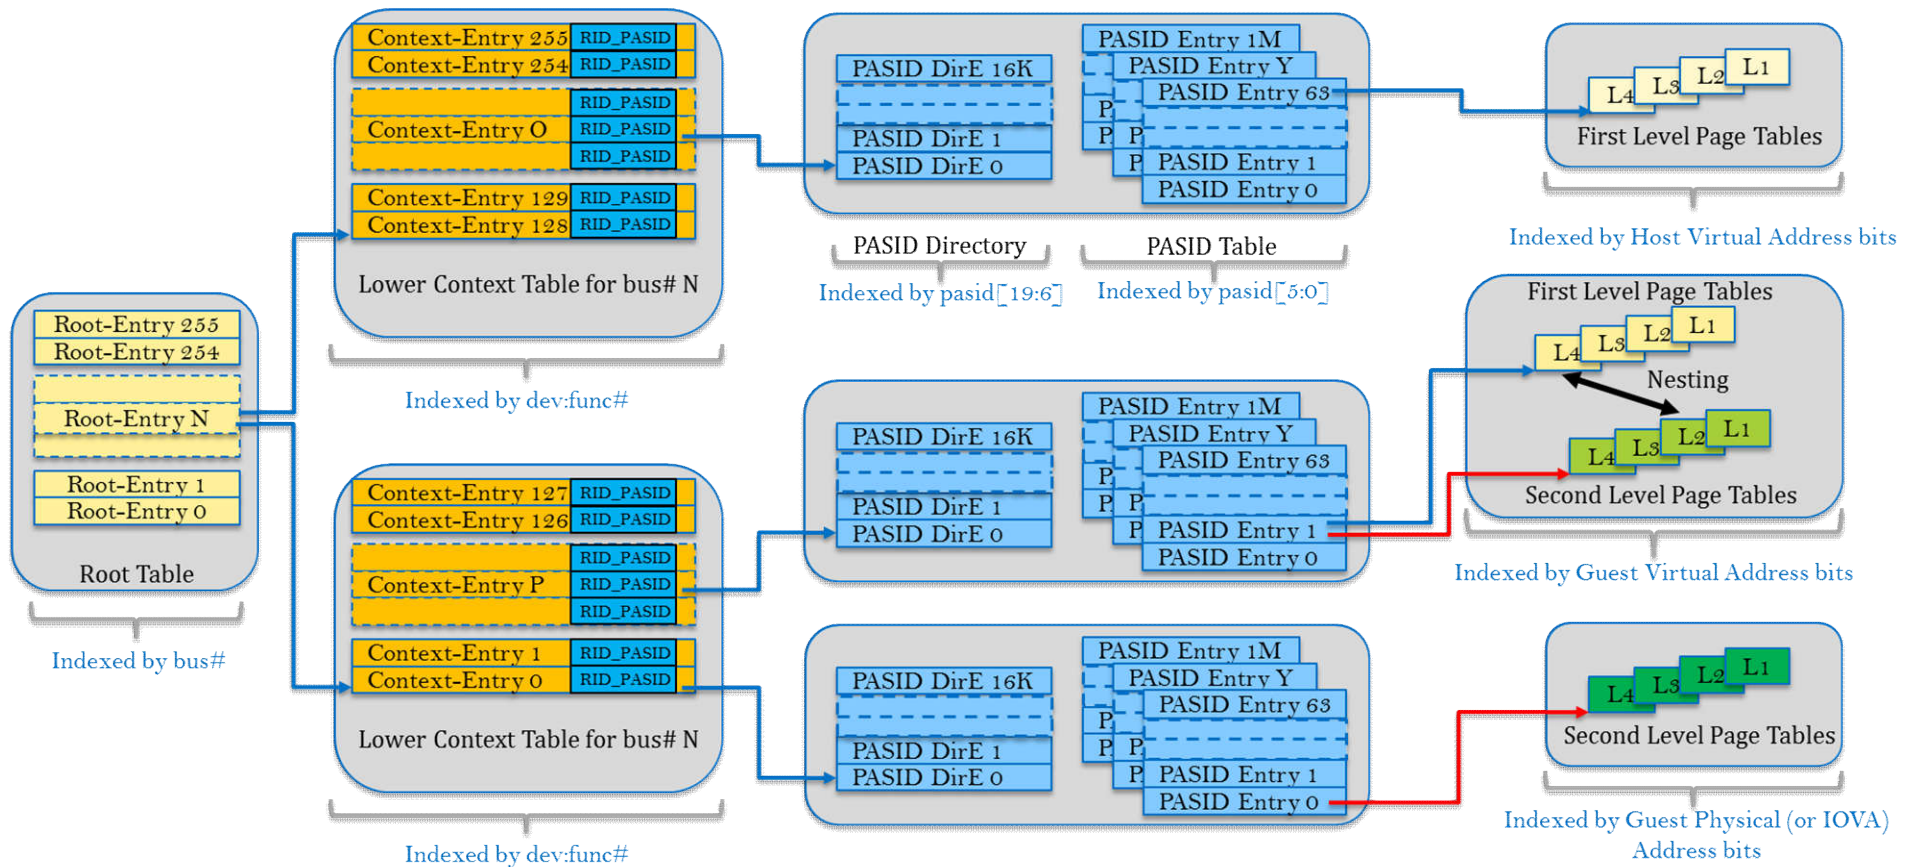 Root-Entry 255
Root-Entry 254
Root-Entry N
Root-Entry 1
Root-Entry 0
Root Table
Indexed by bus#
Context-Entry 255 RID_PASID
Context-Entry 254 RID_PASID
RID_PASID
Context-Entry O RID_PASID
RID_PASID
Context-Entry 129 RID_PASID
Context-Entry 128 RID_PASID
Lower Context Table for bus# N
Indexed by dev:func#
Context-Entry 127 RID_PASID
Context-Entry 126 RID_PASID
RID_PASID
Context-Entry P RID_PASID
RID_PASID
Context-Entry 1 RID_PASID
Context-Entry 0 RID_PASID
Lower Context Table for bus# N
Indexed by dev:func#
PASID DirE 16K
PASID DirE 1
PASID DirE 0
PASID Directory
Indexed by pasid[19:6]
PASID Entry 1M
PASID Entry Y
PASID Entry 63
P
P P
P PASID Entry 1
PASID Entry 0
PASID Table
Indexed by pasid[5:0]
L4 L3 L2 L1
First Level Page Tables
Indexed by Host Virtual Address bits
PASID DirE 16K
PASID DirE 1
PASID DirE 0
PASID Entry 1M
PASID Entry Y
PASID Entry 63
P
P P
P PASID Entry 1
PASID Entry 0
First Level Page Tables
L4 L3 L2 L1
Nesting
L4 L3 L2 L1
Second Level Page Tables
Indexed by Guest Virtual Address bits
PASID DirE 16K
PASID DirE 1
PASID DirE 0
PASID Entry 1M
PASID Entry Y
PASID Entry 63
P
P P
P PASID Entry 1
PASID Entry 0
L4 L3 L2 L1
Second Level Page Tables
Indexed by Guest Physical (or IOVA)
Address bits